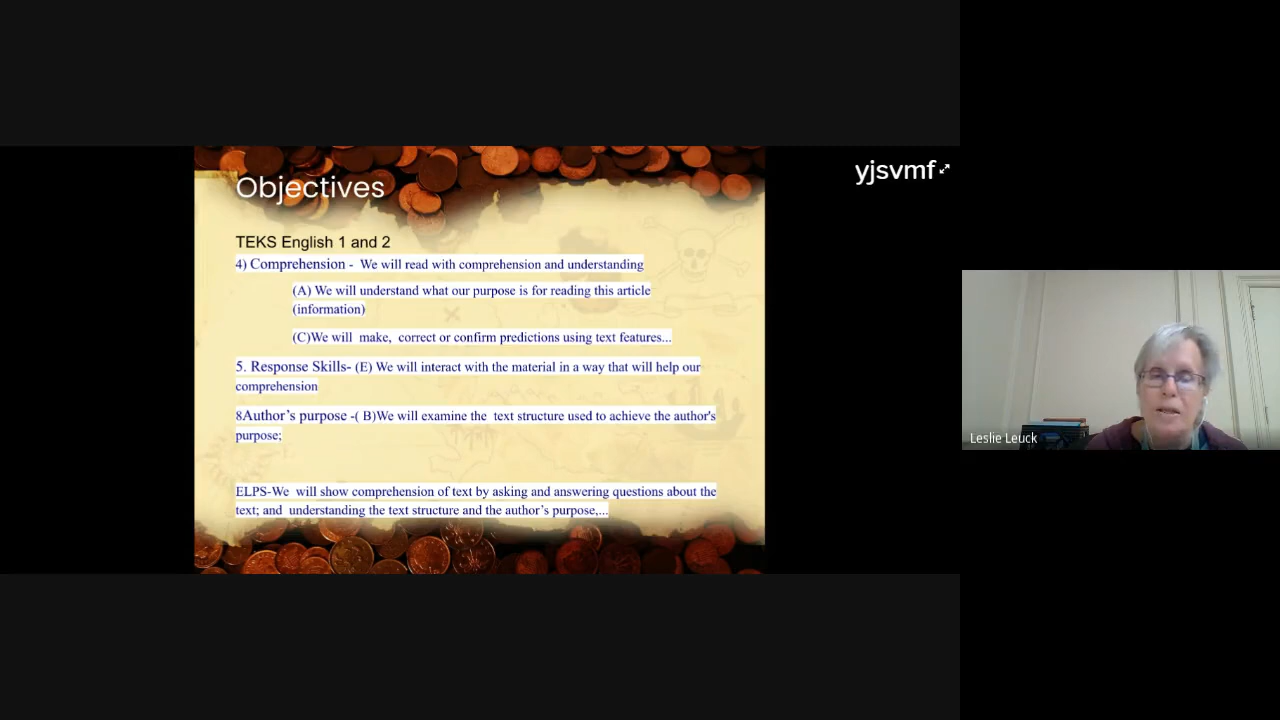 Objectives
yjsvmf
TEKS English 1 and 2
4) Comprehension - We will read with comprehension and understanding
(A) We will understand what our purpose is for reading this article
(information)
(C)We will make, correct or confirm predictions using text features...
5. Response Skills- (E) We will interact with the material in a way that will help our
comprehension
8Author's purpose -( B)We will examine the text structure used to achieve the author's
purpose;
ELPS-We will show comprehension of text by asking and answering questions about the
text; and understanding the text structure and the author's purpose,...
Leslie Leuck